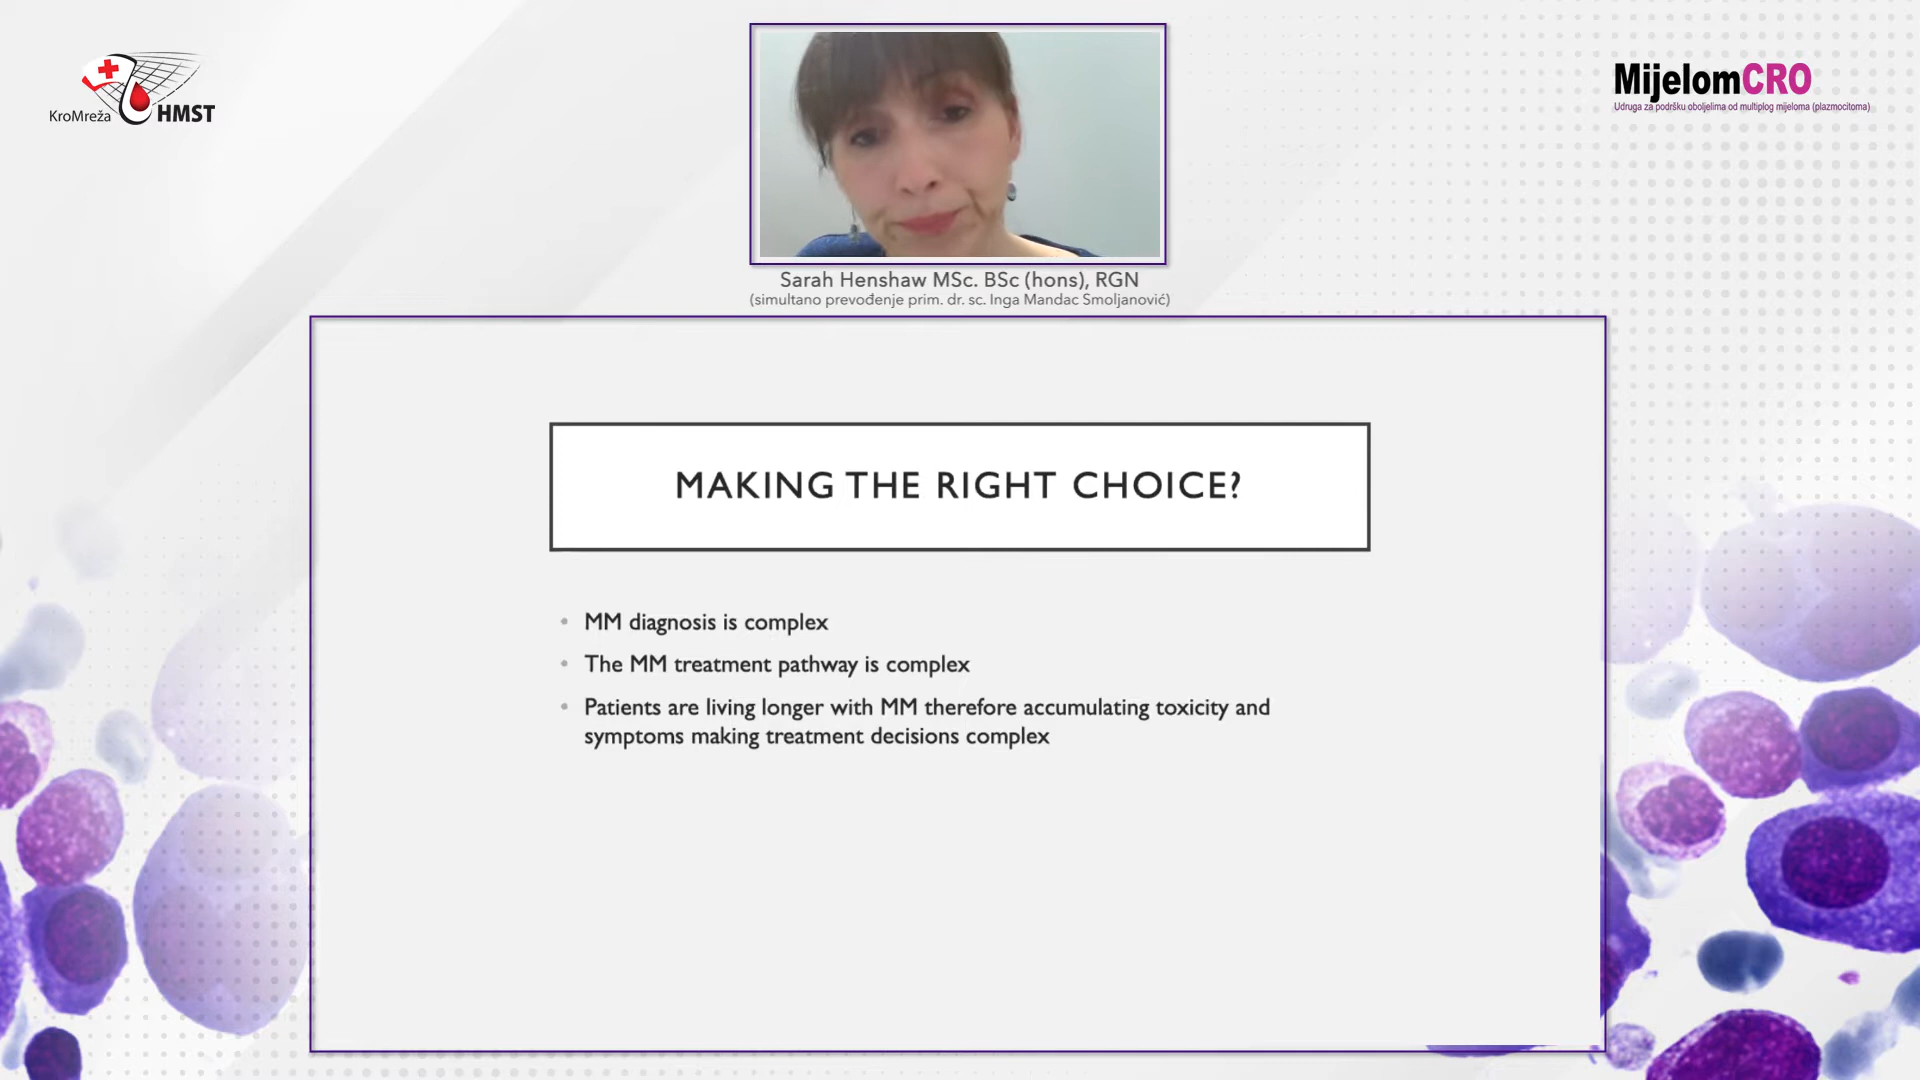 KroMreža HMST
MijelomCRO
Udruga za podršku oboljelima od multiplog mijeloma (plazmocitoma)
Sarah Henshaw MSc. BSc (hons), RGN
(simultano prevođenje prim. dr. sc. Inga Mandac Smoljanović)
MAKING THE RIGHT CHOICE?
• MM diagnosis is complex
• The MM treatment pathway is complex
• Patients are living longer with MM therefore accumulating toxicity and
symptoms making treatment decisions complex